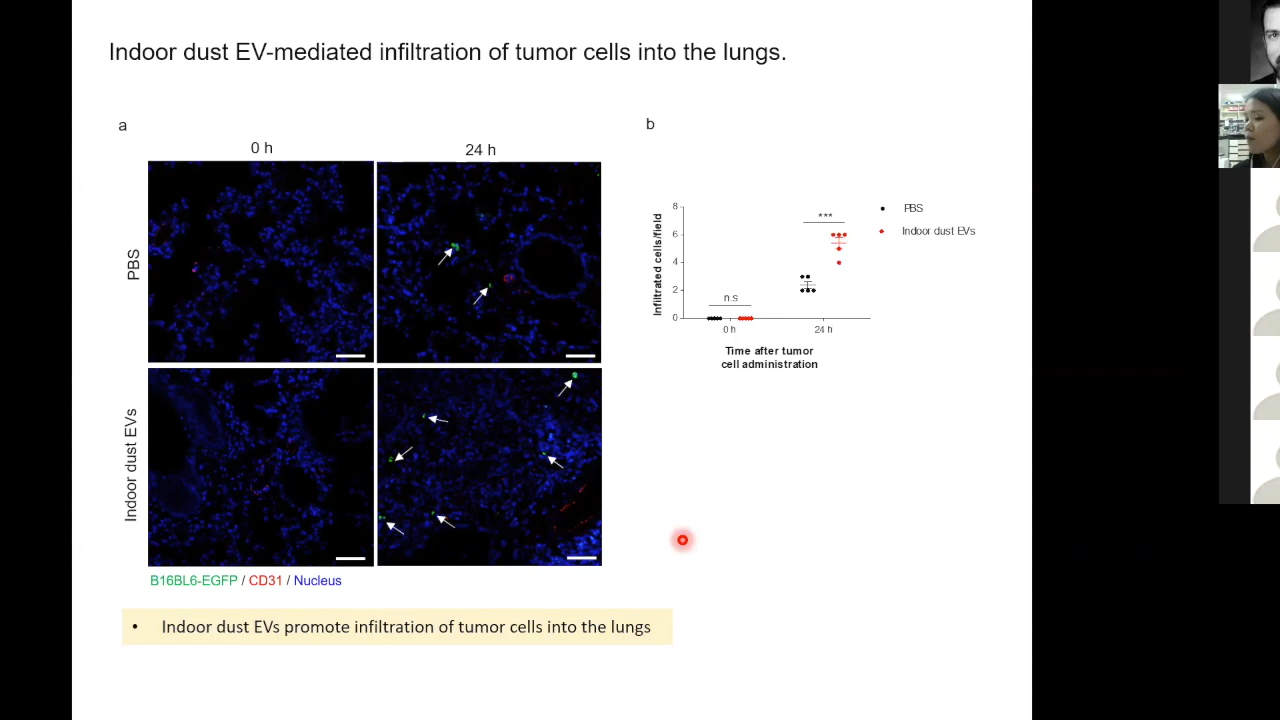 Indoor dust EV-mediated infiltration of tumor cells into the lungs.
a
0 h
24 h
PBS
Indoor dust EVs
B16BL6-EGFP / CD31 / Nucleus
b
8
6
4
2
0
Infiltrated cells/field
n.s
***
0 h
24 h
Time after tumor
cell administration
PBS
Indoor dust EVs
• Indoor dust EVs promote infiltration of tumor cells into the lungs